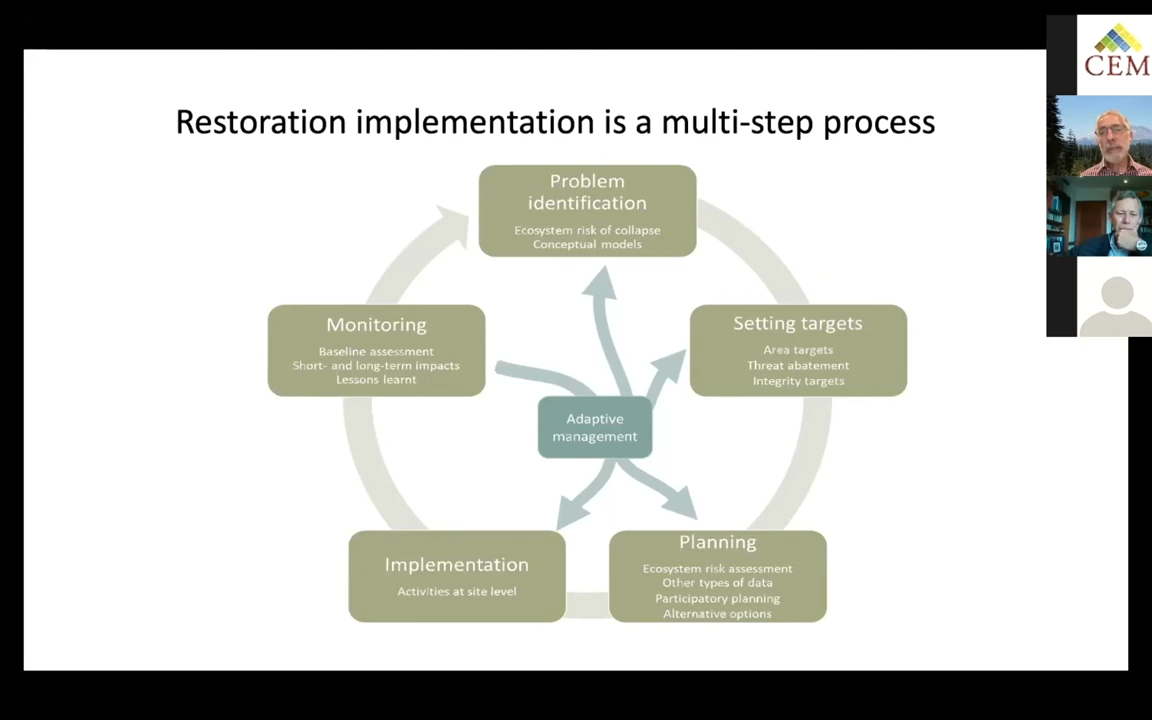 CEM
Restoration implementation is a multi-step process
Problem
identification
Ecosystem risk of collapse
Conceptual models
Monitoring
Baseline assessment
Short- and long-term impacts
Lessons learnt
Setting targets
Area targets
Threat abatement
Integrity targets
Adaptive
management
Implementation
Activities at site level
Planning
Ecosystem risk assessment
Other types of data
Participatory planning
Alternative options